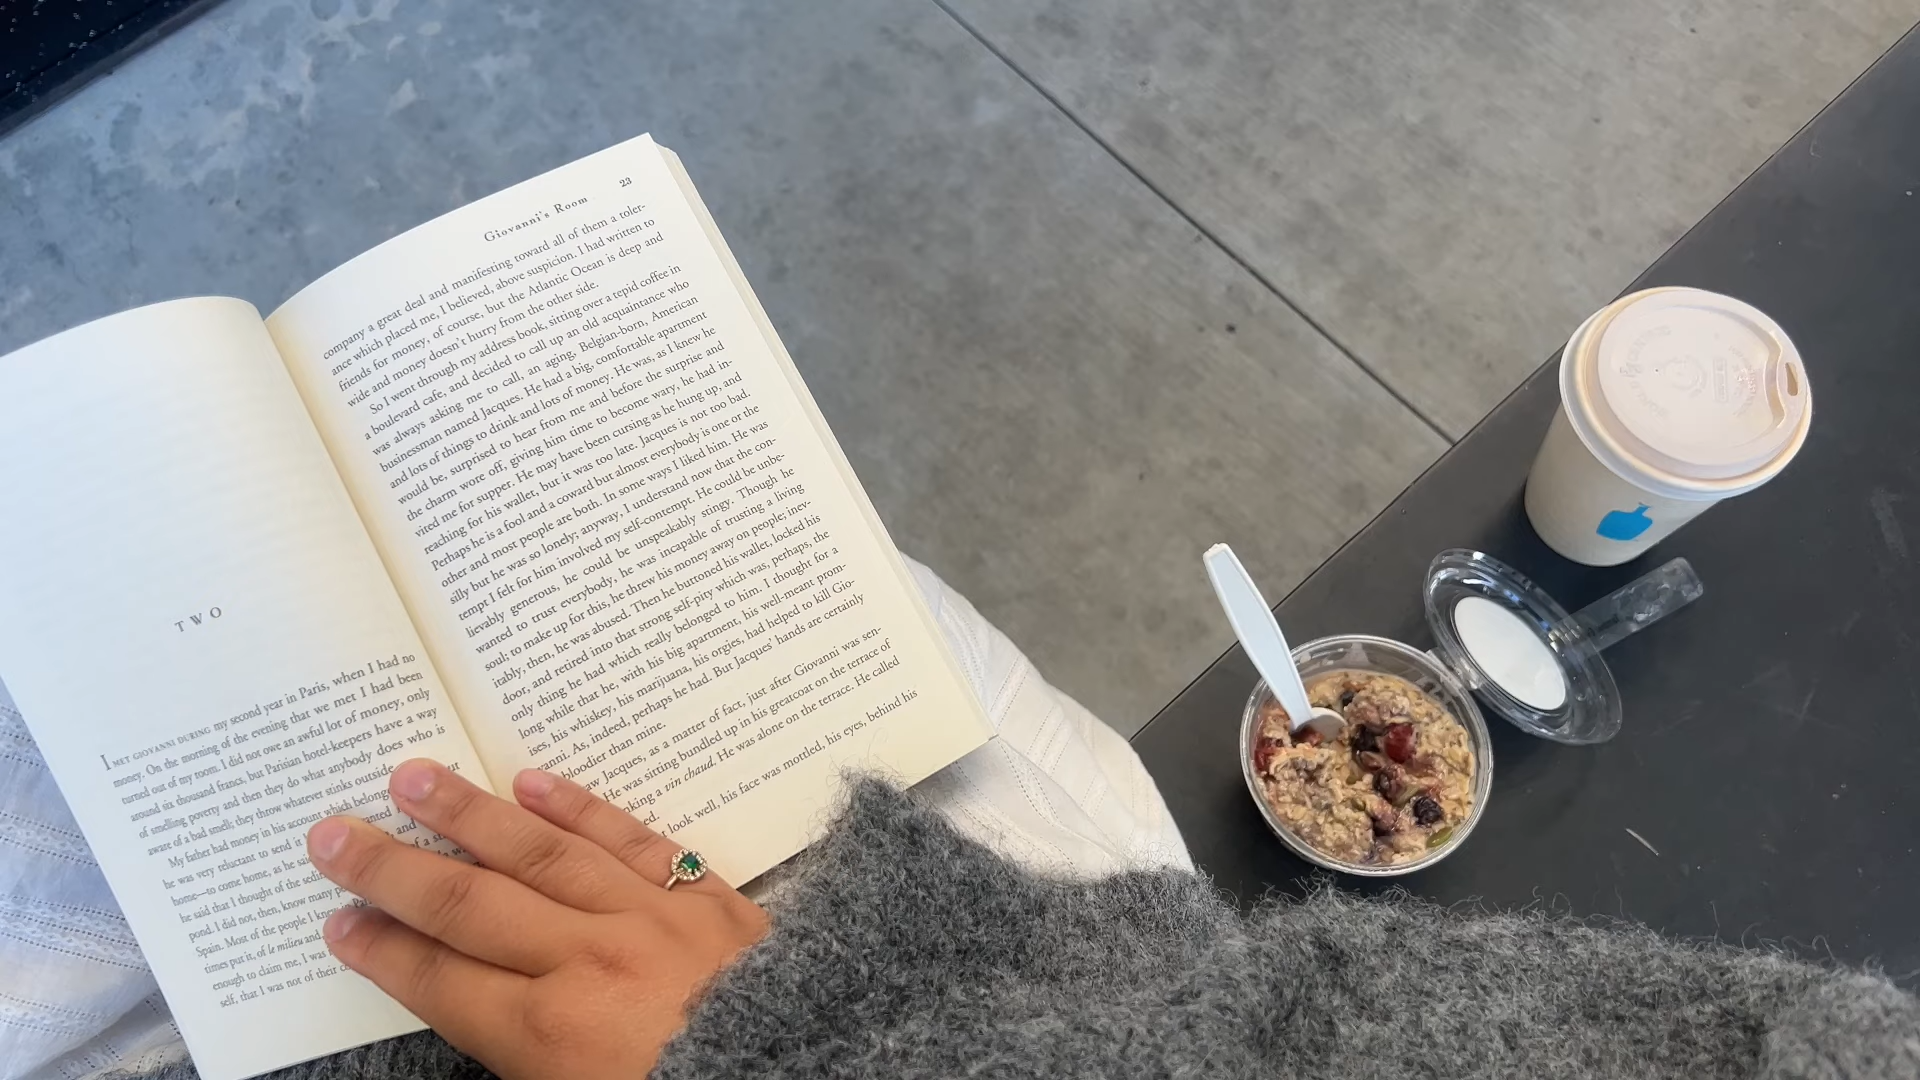 TWO
I MET GIOVANNI DURING my second year in Paris, when I had no
money. On the morning of the evening that we met I had been
turned out of my room. I did not owe an awful lot of money, only
around six thousand francs, but Parisian hotel-keepers have a way
of smelling poverty and then they do what anybody does who is
aware of a bad smell; they throw whatever stinks outside.
My father had money in his account which belonge
he was very reluctant to send it
home—to come home, as he sai
he said that I thought of the sedi of a s
pond. I did not, then, know many p
Spain. Most of the people I knew
times put it, of le milieu and
enough to claim me, I was
self, that I was not of their
Giovanni's Room 23
company a great deal and manifesting toward all of them a toler-
ance which placed me, I believed, above suspicion. I had written to
friends for money, of course, but the Atlantic Ocean is deep and
wide and money doesn't hurry from the other side.
So I went through my address book, sitting over a tepid coffee in
a boulevard cafe, and decided to call up an old acquaintance who
was always asking me to call, an aging, Belgian-born, American
businessman named Jacques. He had a big, comfortable apartment
and lots of things to drink and lots of money. He was, as I knew he
would be, surprised to hear from me and before the surprise and
the charm wore off, giving him time to become wary, he had in-
vited me for supper. He may have been cursing as he hung up, and
reaching for his wallet, but it was too late. Jacques is not too bad.
Perhaps he is a fool and a coward but almost everybody is one or the
other and most people are both. In some ways I liked him. He was
silly but he was so lonely; anyway, I understand now that the con-
tempt I felt for him involved my self-contempt. He could be unbe-
lievably generous, he could be unspeakably stingy. Though he
wanted to trust everybody, he was incapable of trusting a living
soul; to make up for this, he threw his money away on people; inev-
itably, then, he was abused. Then he buttoned his wallet, locked his
door, and retired into that strong self-pity which was, perhaps, the
only thing he had which really belonged to him. I thought for a
long while that he, with his big apartment, his well-meant prom-
ises, his whiskey, his marijuana, his orgies, had helped to kill Gio-
vanni. As, indeed, perhaps he had. But Jacques' hands are certainly
bloodier than mine.
aw Jacques, as a matter of fact, just after Giovanni was sen-
He was sitting bundled up in his greatcoat on the terrace of
nking a vin chaud. He was alone on the terrace. He called
ed.
look well, his face was mottled, his eyes, behind his